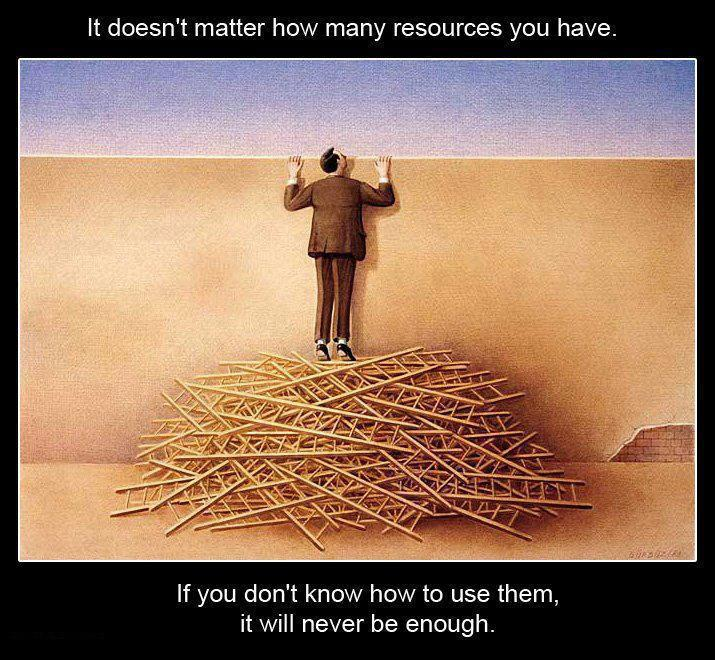 It doesn't matter how many resources you have.
If you don't know how to use them,
it will never be enough.